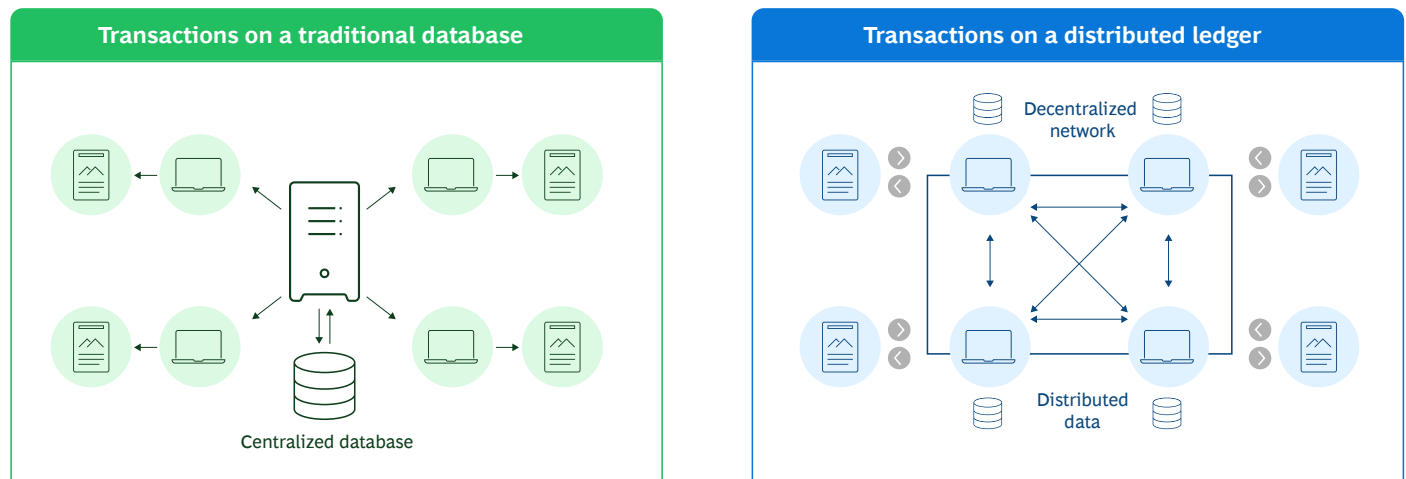 Transactions on a traditional database
Centralized database
Transactions on a distributed ledger
Decentralized
network
Distributed
data